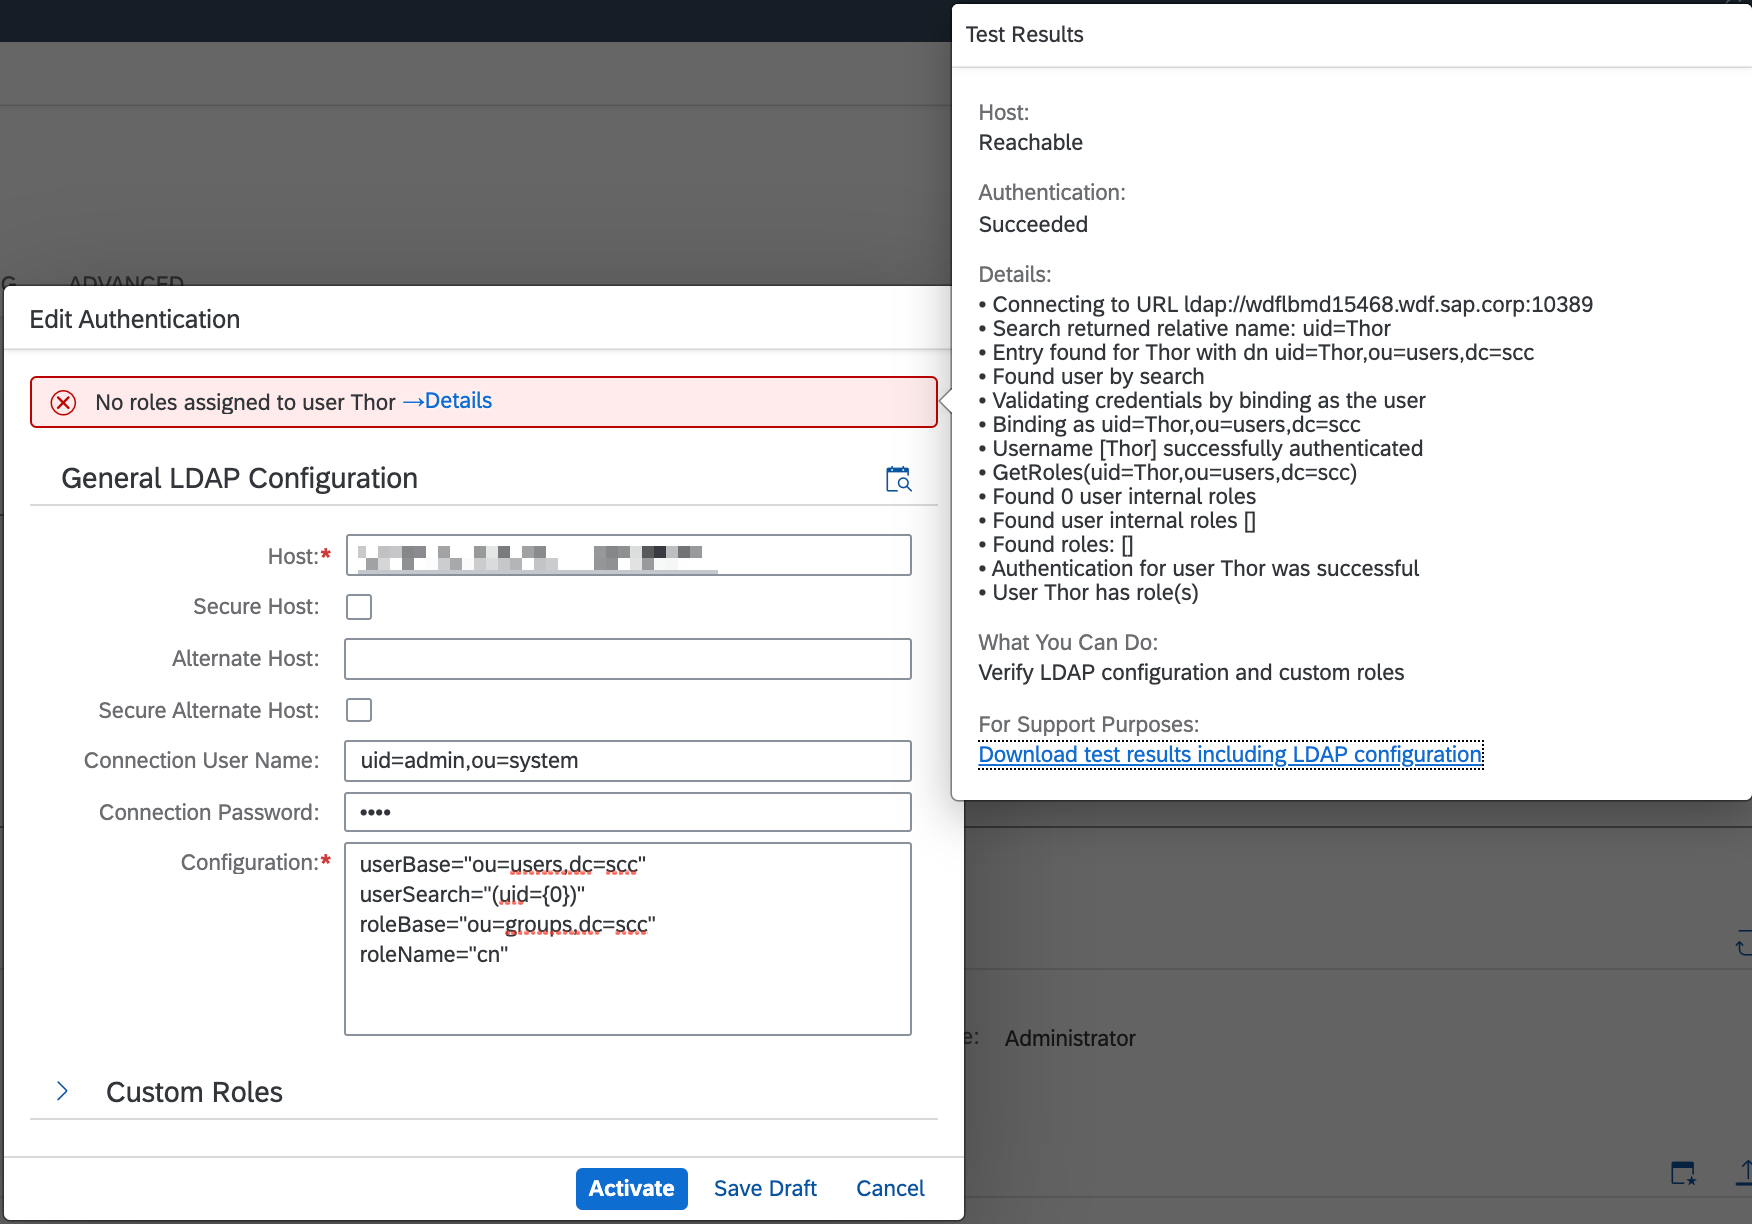 ADVANCED
Edit Authentication
No roles assigned to user Thor →Details
General LDAP Configuration
Host:*
Secure Host:
Alternate Host:
Secure Alternate Host:
Connection User Name: uid=admin,ou=system
Connection Password: ••••
Configuration:* userBase="ou=users,dc=scc"
userSearch="(uid={0})"
roleBase="ou=groups,dc=scc"
roleName="cn"
Custom Roles
Activate Save Draft Cancel
Test Results
Host:
Reachable
Authentication:
Succeeded
Details:
• Connecting to URL ldap://wdflbmd15468.wdf.sap.corp:10389
• Search returned relative name: uid=Thor
• Entry found for Thor with dn uid=Thor,ou=users,dc=scc
• Found user by search
• Validating credentials by binding as the user
• Binding as uid=Thor,ou=users,dc=scc
• Username [Thor] successfully authenticated
• GetRoles(uid=Thor,ou=users,dc=scc)
• Found 0 user internal roles
• Found user internal roles []
• Found roles: []
• Authentication for user Thor was successful
• User Thor has role(s)
What You Can Do:
Verify LDAP configuration and custom roles
For Support Purposes:
Download test results including LDAP configuration
Administrator